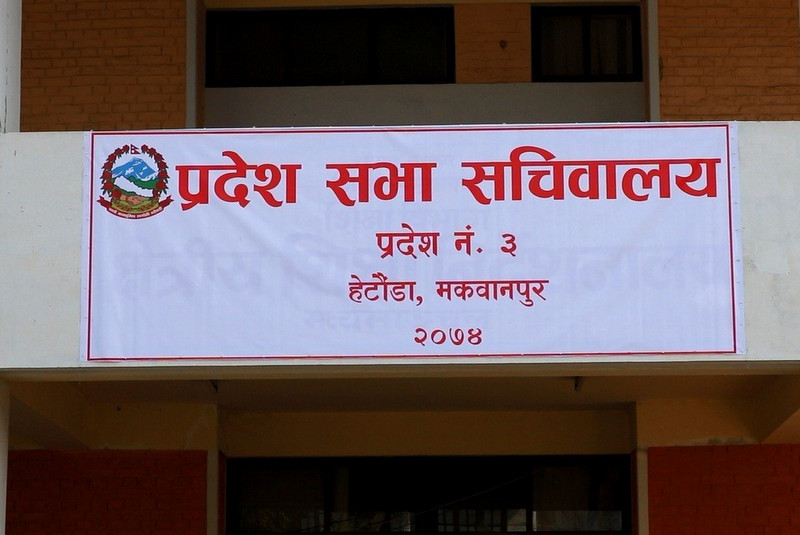 प्रदेश सभा सचिवालय
प्रदेश नं. ३
हेटौंडा, मकवानपुर
२०७४